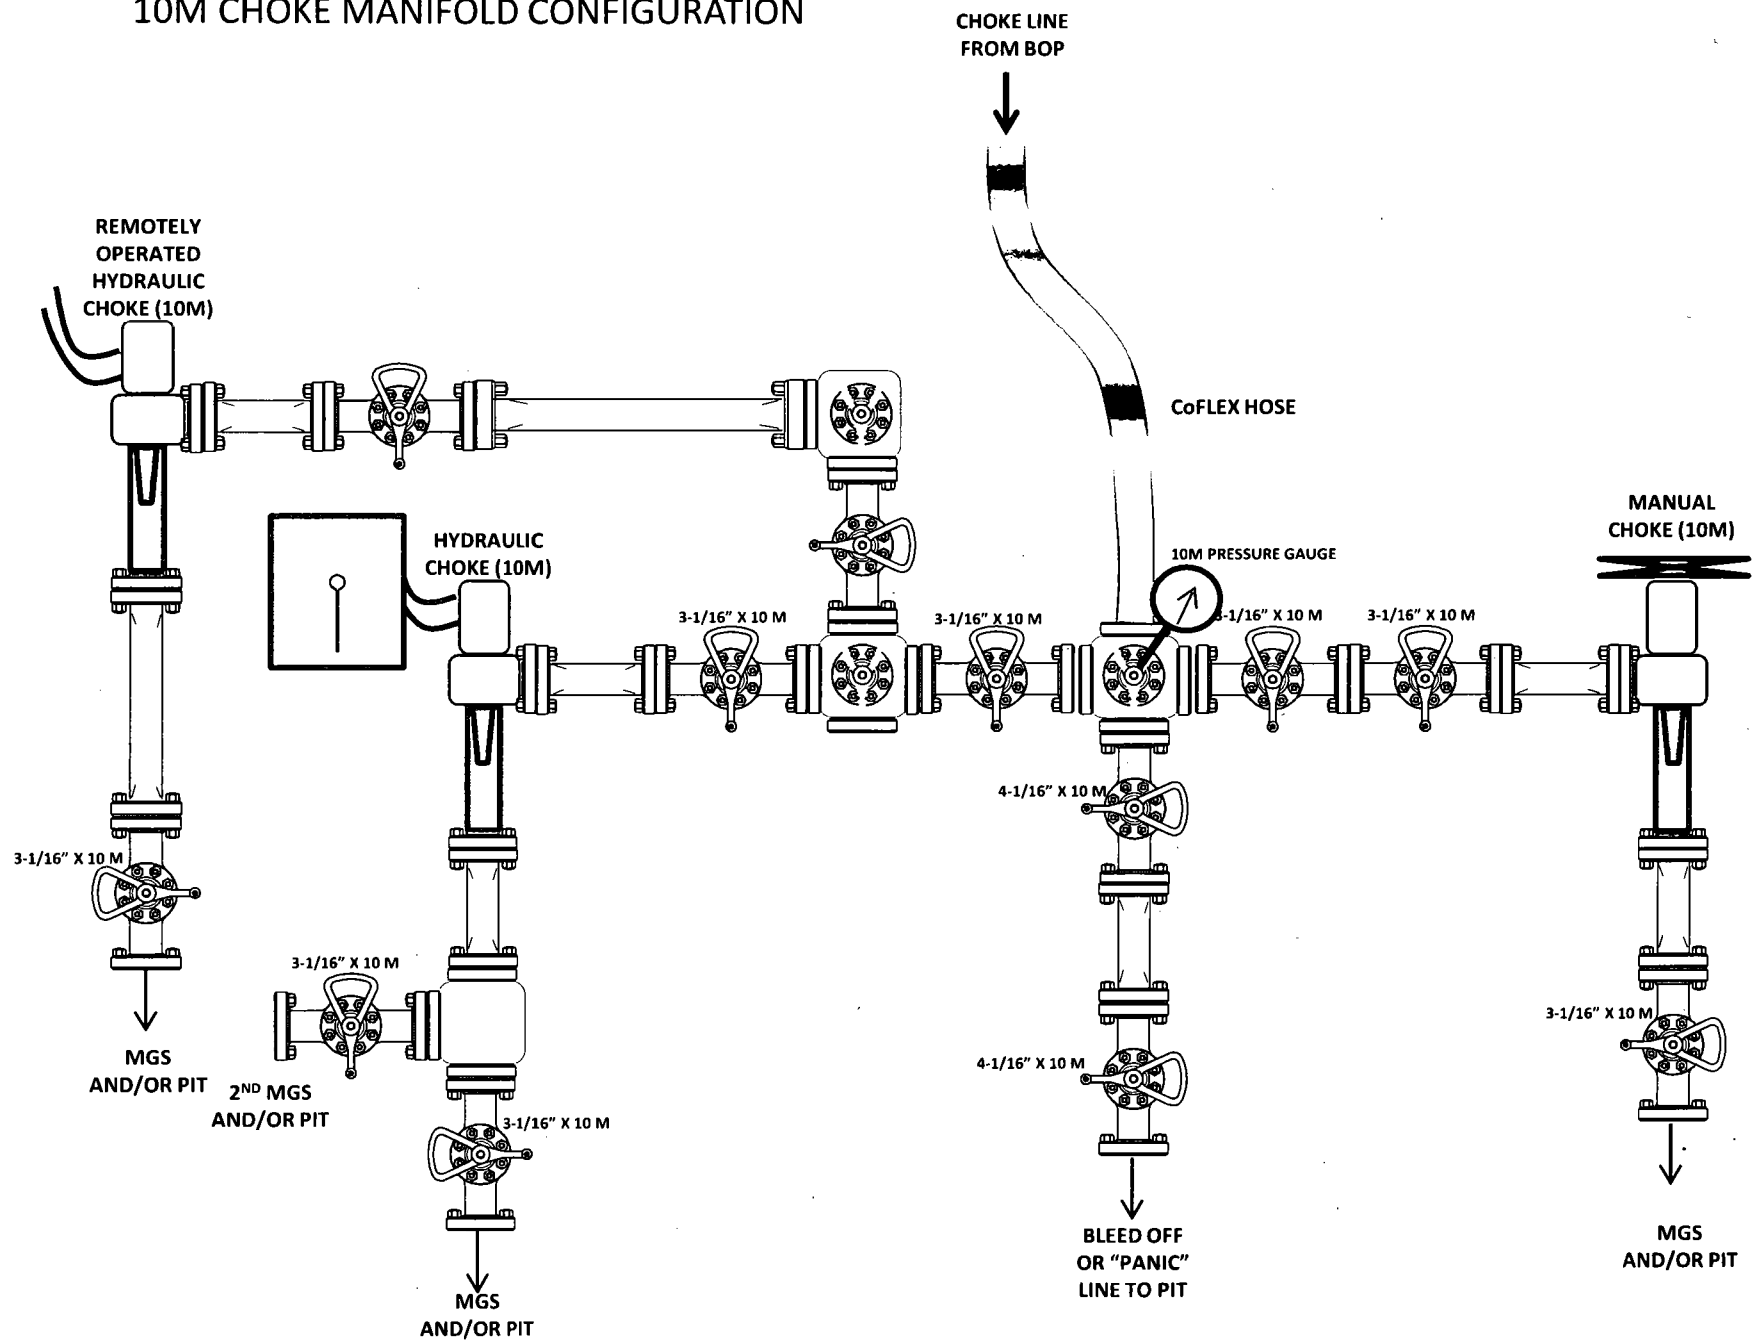 10M CHOKE MANIFOLD CONFIGURATION
CHOKE LINE
FROM BOP
REMOTELY
OPERATED
HYDRAULIC
CHOKE (10M)
CoFLEX HOSE
MANUAL
CHOKE (10M)
HYDRAULIC
CHOKE (10M)
10M PRESSURE GAUGE
3-1/16" X 10 M
3-1/16" X 10 M
3-1/16" X 10 M
3-1/16" X 10 M
4-1/16" X 10 M
3-1/16" X 10 M
3-1/16" X 10 M
3-1/16" X 10 M
4-1/16" X 10 M
MGS
AND/OR PIT
2ND MGS
AND/OR PIT
3-1/16" X 10 M
BLEED OFF
OR "PANIC"
LINE TO PIT
MGS
AND/OR PIT
MGS
AND/OR PIT